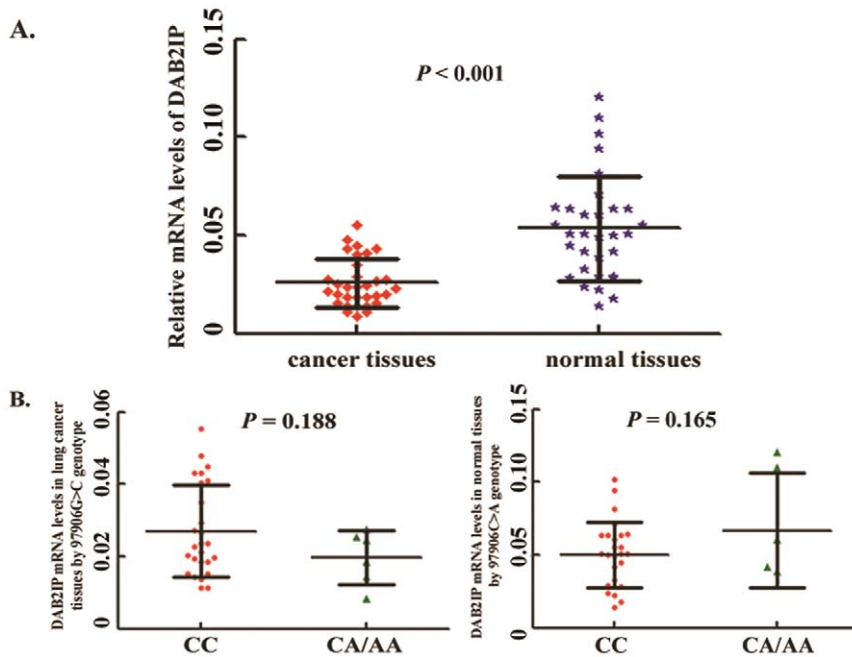 A.
Relative mRNA levels of DAB2IP
0.15
0.10
0.05
0
P < 0.001
cancer tissues
normal tissues
B.
DAB2IP mRNA levels in lung cancer
tissues by 97906G>C genotype
0.06
0.04
0.02
0
P = 0.188
CC
CA/AA
DAB2IP mRNA levels in normal tissues
by 97906C>A genotype
0.15
0.10
0.05
0
P = 0.165
CC
CA/AA